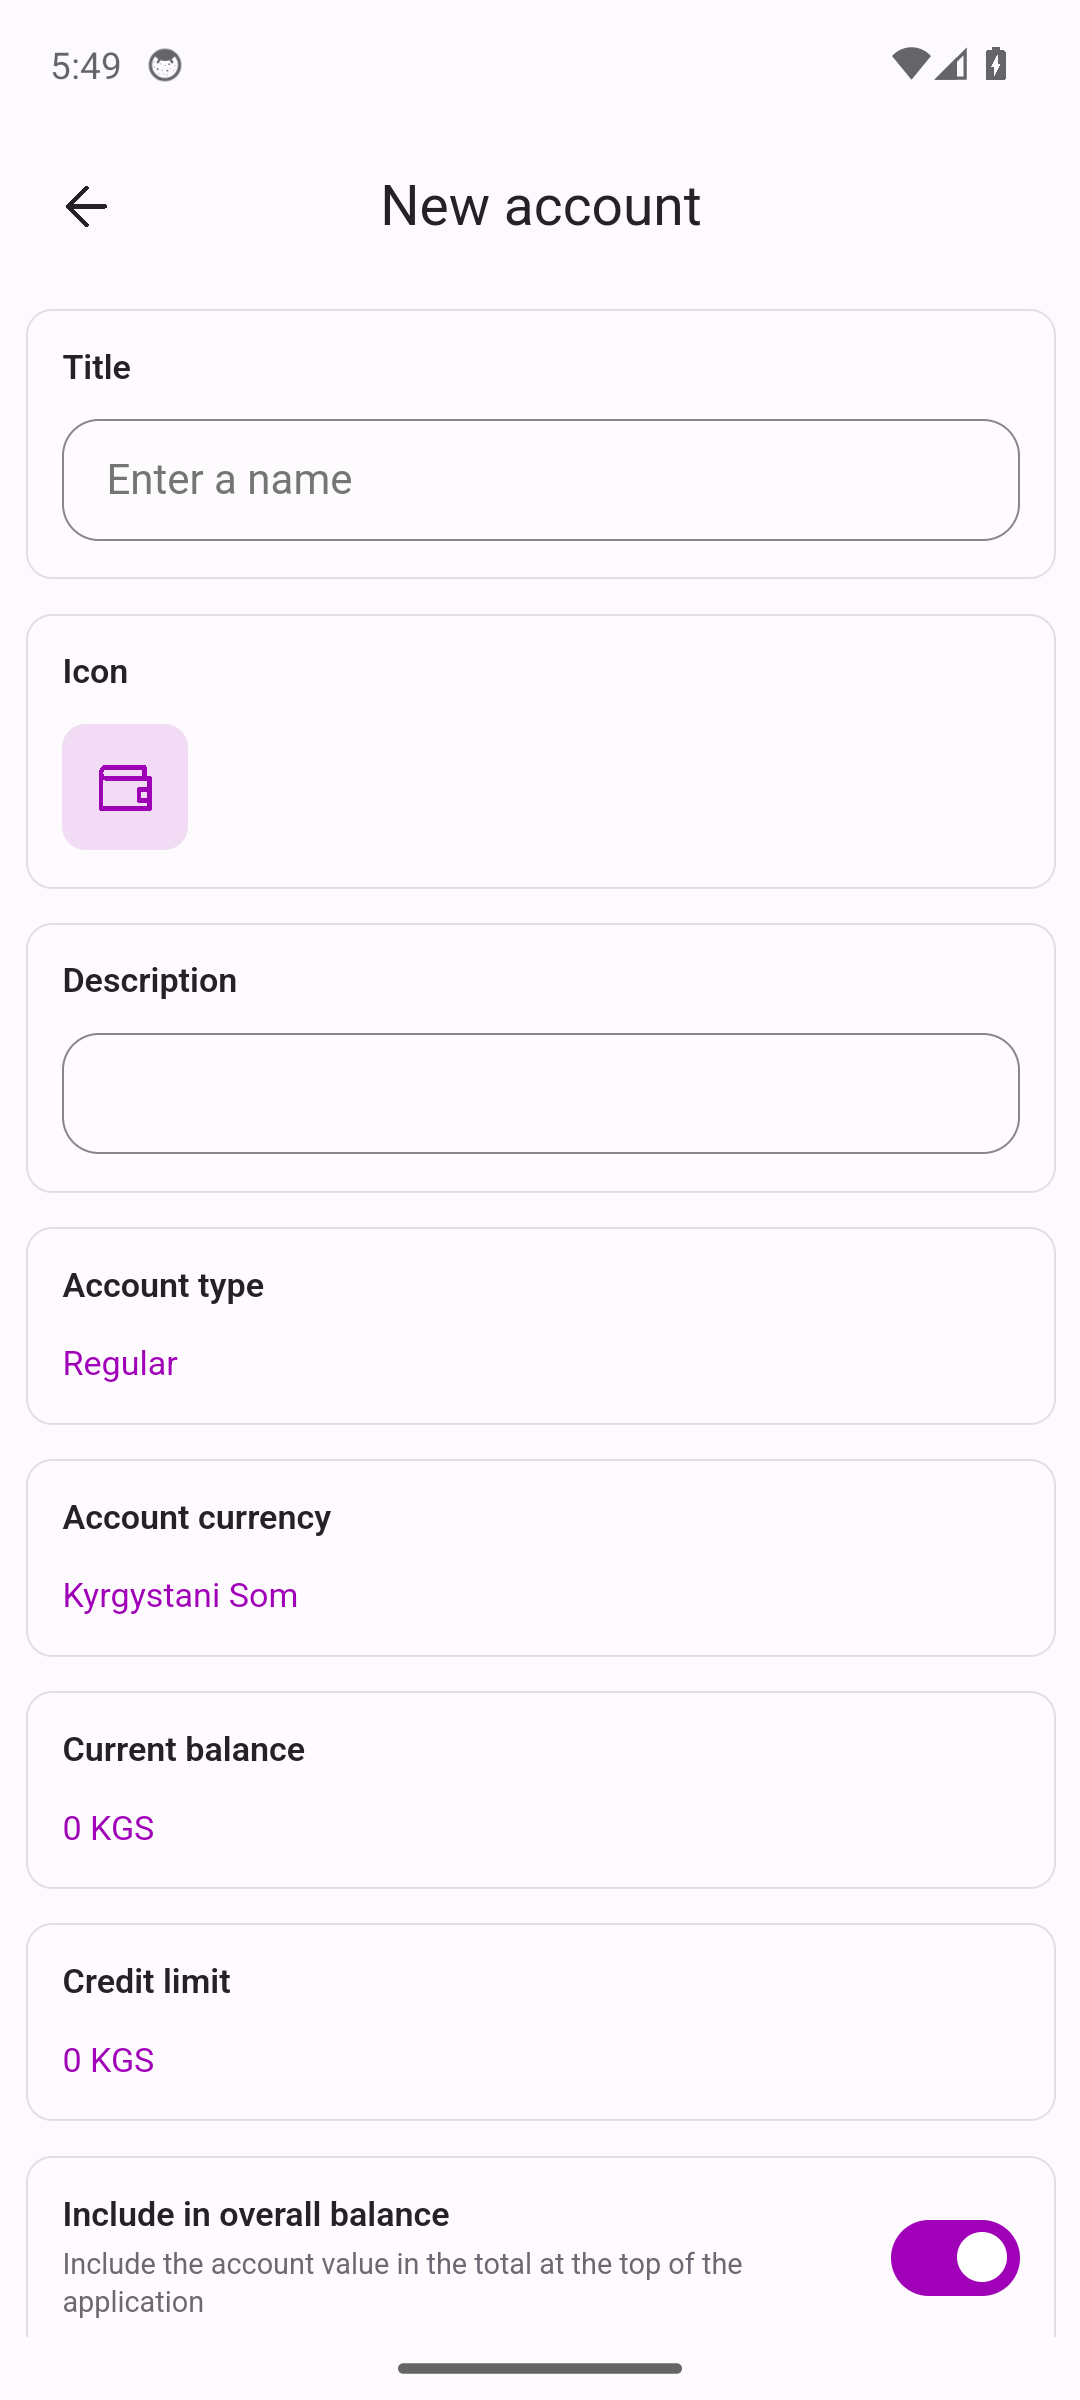 5:49
New account
Title
Enter a name
Icon
Description
Account type
Regular
Account currency
Kyrgystani Som
Current balance
0 KGS
Credit limit
0 KGS
Include in overall balance
Include the account value in the total at the top of the
application